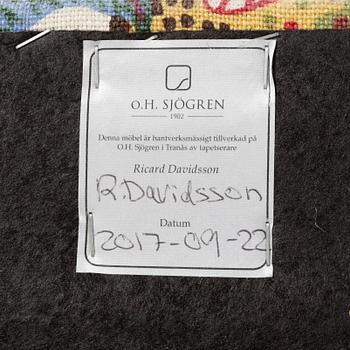 O.H. SJÖGREN
1902
Denna möbel är hantverksmässigt tillverkad på
O.H. Sjögren i Tranås av tapetserare
Ricard Davidsson
R.Davidsson
Datum
2017-09-22